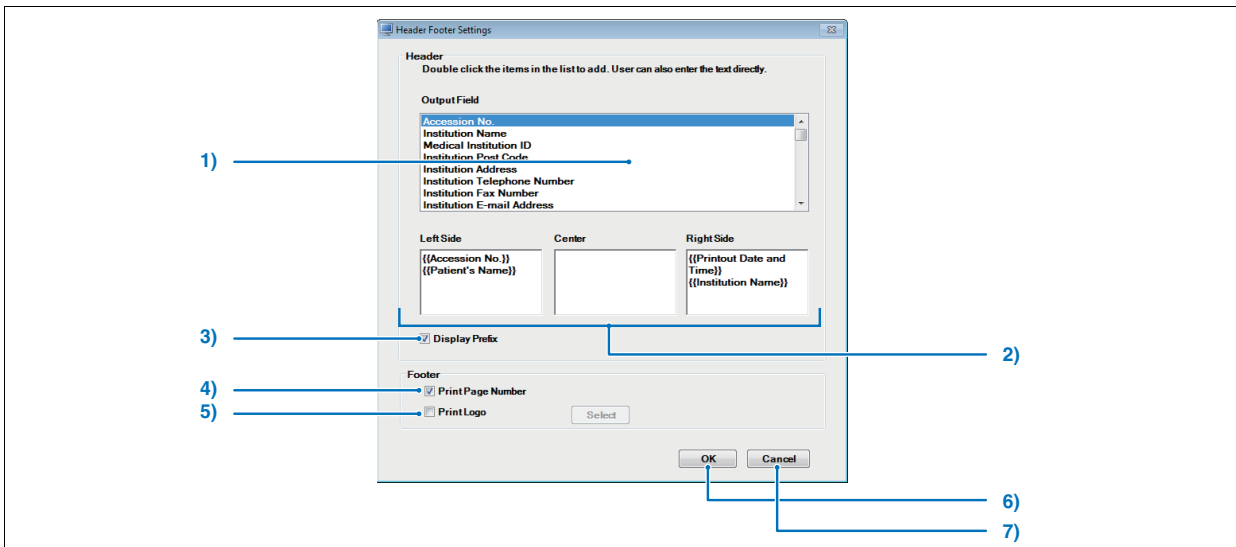 Header Footer Settings
Header
Double click the items in the list to add. User can also enter the text directly.
Output Field
Accession No.
Institution Name
Medical Institution ID
1)
Institution Post Code
Institution Address
Institution Telephone Number
Institution Fax Number
Institution E-mail Address
Left Side
Center
Right Side
{{Accession No.}}
{{Patient's Name}}
{{Printout Date and
Time}}
{{Institution Name}}
3)
Display Prefix
2)
Footer
4)
Print Page Number
5)
Print Logo
Select
OK
Cancel
6)
7)